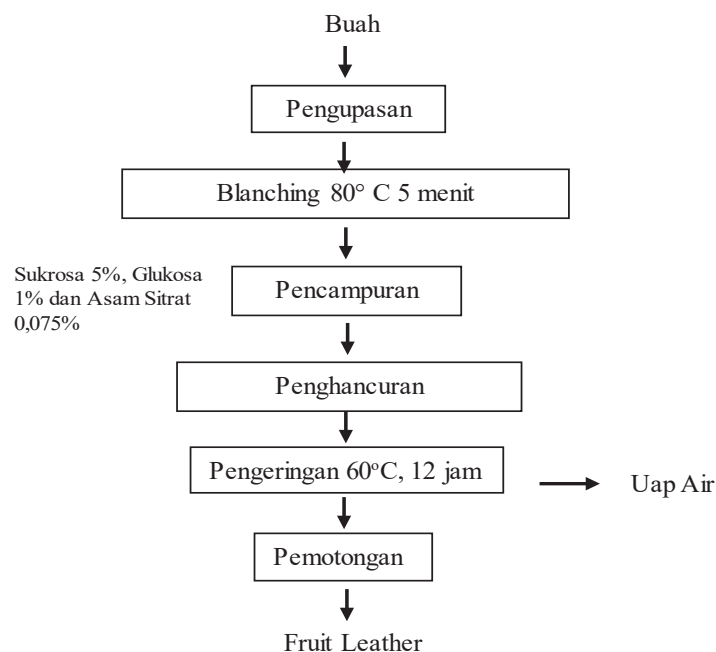 Buah
Pengupasan
Blanching 80° C 5 menit
Sukrosa 5%, Glukosa
1% dan Asam Sitrat
0,075%
Pencampuran
Penghancuran
Pengeringan 60°C, 12 jam
Uap Air
Pemotongan
Fruit Leather